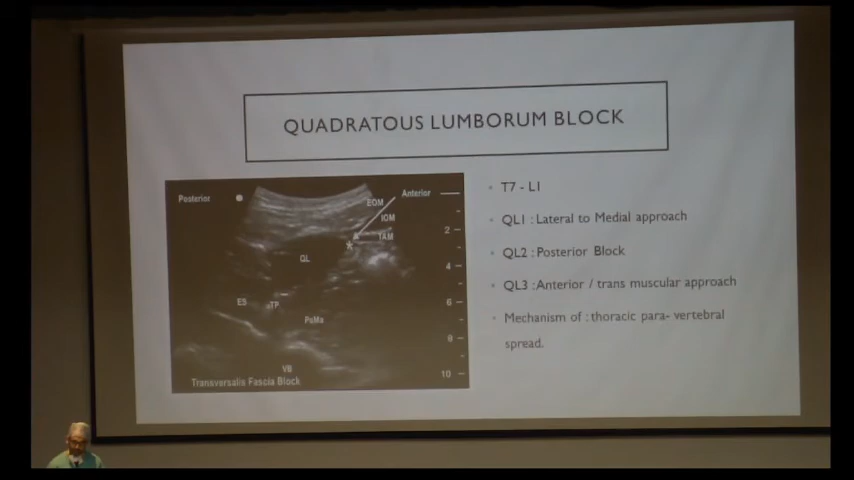 QUADRATOUS LUMBORUM BLOCK
Posterior
Anterior
EOM
IOM
TAM
QL
ES
TP
PsMa
VB
Transversalis Fascia Block
2
4
6
8
10
• T7 - L1
• QL1 : Lateral to Medial approach
• QL2 : Posterior Block
• QL3 : Anterior / trans muscular approach
• Mechanism of : thoracic para- vertebral
spread.